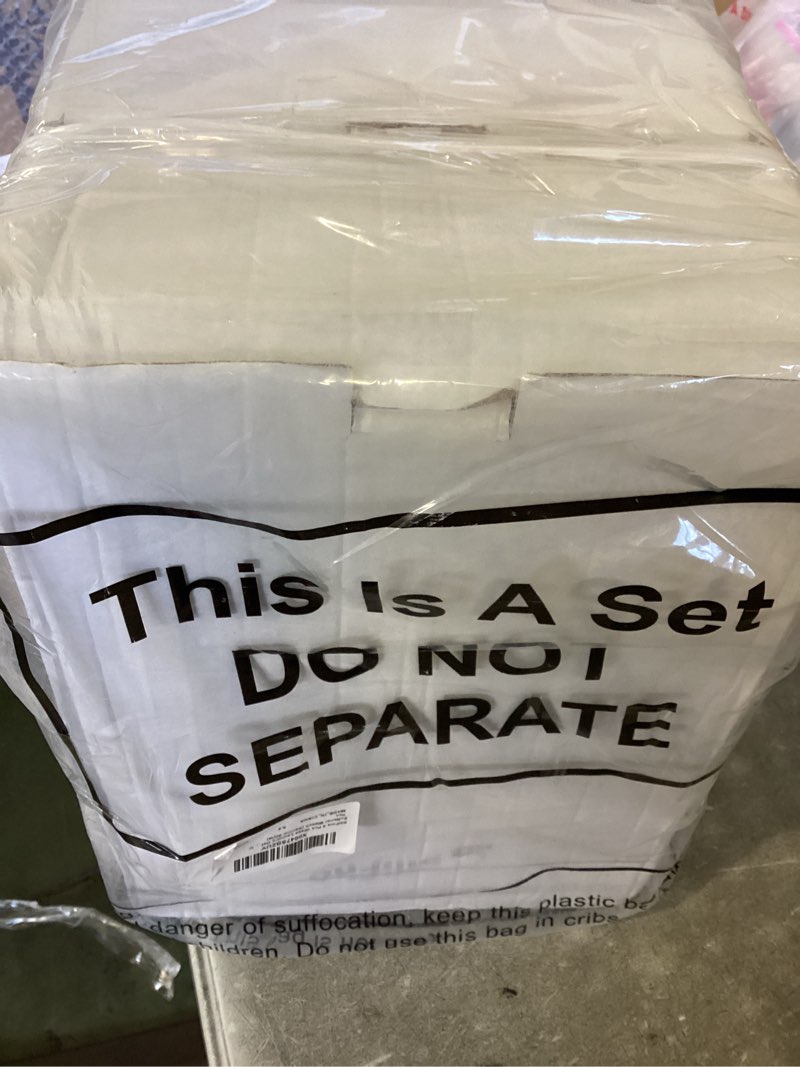 This Is A Set
DO NOT
SEPARATE
danger of suffocation, keep this plastic
Do not use this bag in cribs